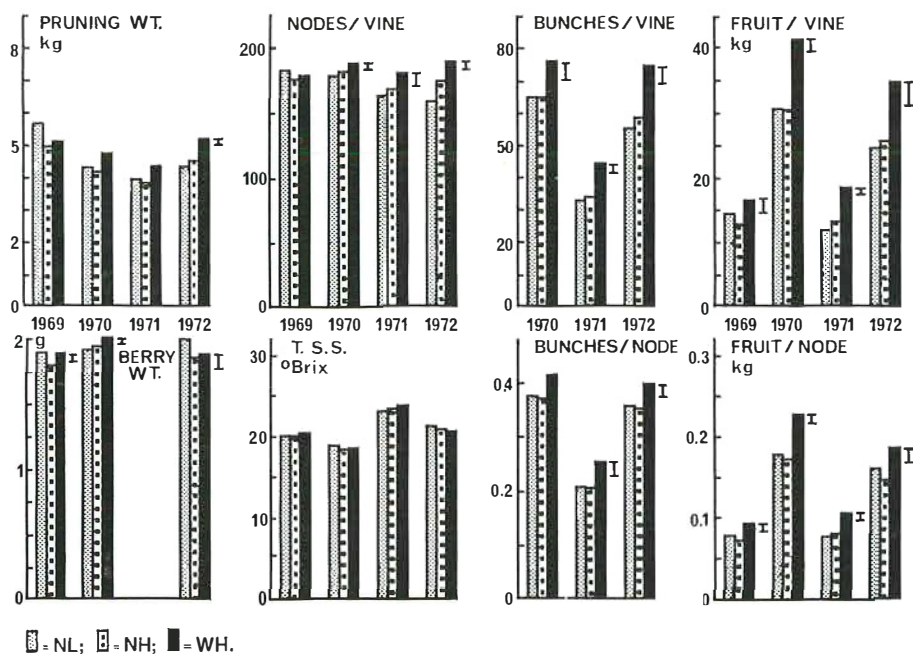 PRUNING WT.
kg
8
5
2
0
NODES/VINE
200
100
0
BUNCHES/VINE
80
50
20
0
FRUIT/VINE
kg
40
30
20
10
0
1969 1970 1971 1972
1969 1970 1971 1972
1970 1971 1972
1969 1970 1971 1972
g
2
1
0
BERRY
WT.
T. S. S.
°Brix
30
20
10
0
BUNCHES/NODE
0.4
0.2
0
FRUIT/NODE
kg
0.3
0.2
0.1
0
= NL; = NH; = WH.